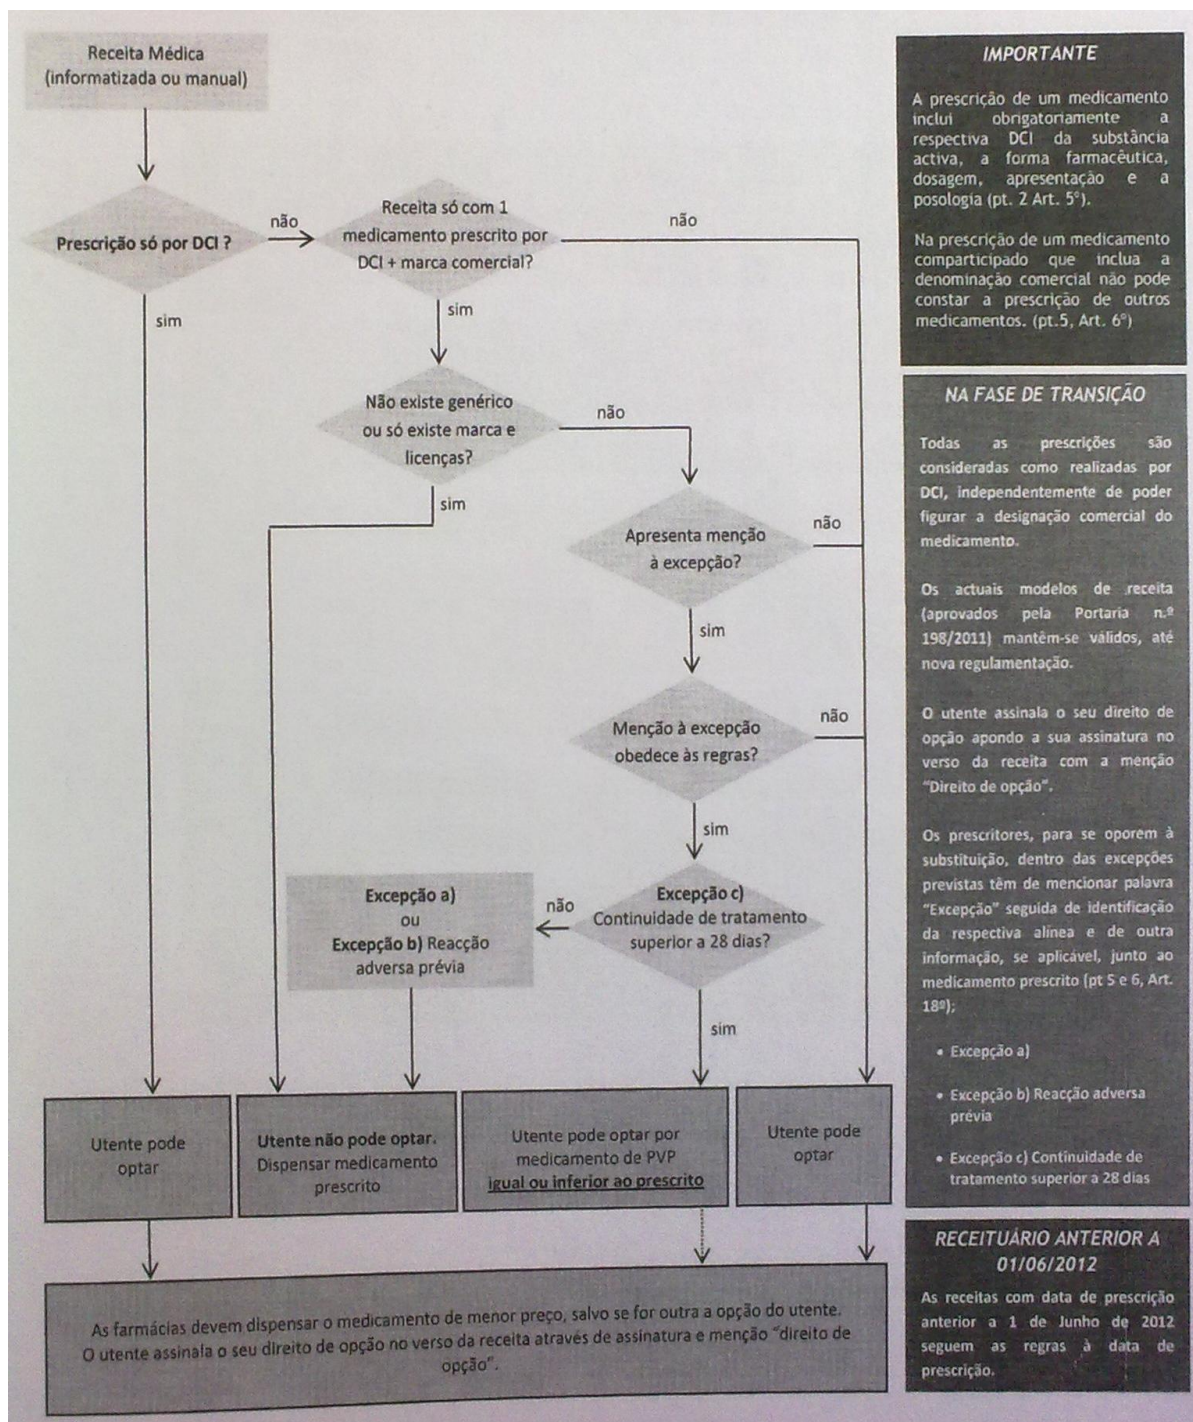 Receita Médica
(informatizada ou manual)
Prescrição só por DCI ?
não
Receita só com 1
medicamento prescrito por
DCI + marca comercial?
não
sim
sim
Não existe genérico
ou só existe marca e
licenças?
não
sim
Apresenta menção
à excepção?
não
sim
Menção à excepção
obedece às regras?
não
sim
Excepção c)
Continuidade de tratamento
superior a 28 dias?
não
Excepção a)
ou
Excepção b) Reacção
adversa prévia
sim
Utente pode
optar
Utente não pode optar.
Dispensar medicamento
prescrito
Utente pode optar por
medicamento de PVP
igual ou inferior ao prescrito
Utente pode
optar
As farmácias devem dispensar o medicamento de menor preço, salvo se for outra a opção do utente.
O utente assinala o seu direito de opção no verso da receita através de assinatura e menção "direito de
opção".
IMPORTANTE
A prescrição de um medicamento
inclui obrigatoriamente a
respectiva DCI da substância
activa, a forma farmacêutica,
dosagem, apresentação e a
posologia (pt. 2 Art. 5º).
Na prescrição de um medicamento
comparticipado que inclua a
denominação comercial não pode
constar a prescrição de outros
medicamentos. (pt.5, Art. 6º)
NA FASE DE TRANSIÇÃO
Todas as prescrições são
consideradas como realizadas por
DCI, independentemente de poder
figurar a designação comercial do
medicamento.
Os actuais modelos de receita
(aprovados pela Portaria n.º
198/2011) mantêm-se válidos, até
nova regulamentação.
O utente assinala o seu direito de
opção apondo a sua assinatura no
verso da receita com a menção
"Direito de opção".
Os prescritores, para se oporem à
substituição, dentro das excepções
previstas têm de mencionar palavra
"Excepção" seguida de identificação
da respectiva alínea e de outra
informação, se aplicável, junto ao
medicamento prescrito (pt 5 e 6, Art.
18º);
• Excepção a)
• Excepção b) Reacção adversa
prévia
• Excepção c) Continuidade de
tratamento superior a 28 dias
RECEITUÁRIO ANTERIOR A
01/06/2012
As receitas com data de prescrição
anterior a 1 de Junho de 2012
seguem as regras à data de
prescrição.